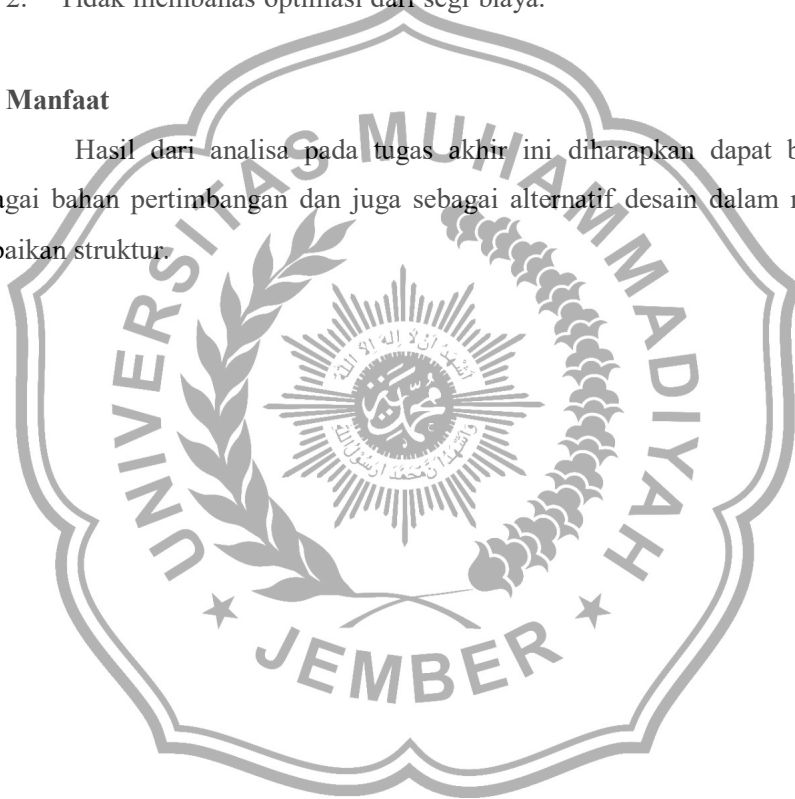 2. Tidak membahas optimasi dari segi biaya.
Manfaat
Hasil dari analisa pada tugas akhir ini diharapkan dapat b
agai bahan pertimbangan dan juga sebagai alternatif desain dalam
baikan struktur.
UNIVERSITAS MUHAMMADIYAH
JEMBER